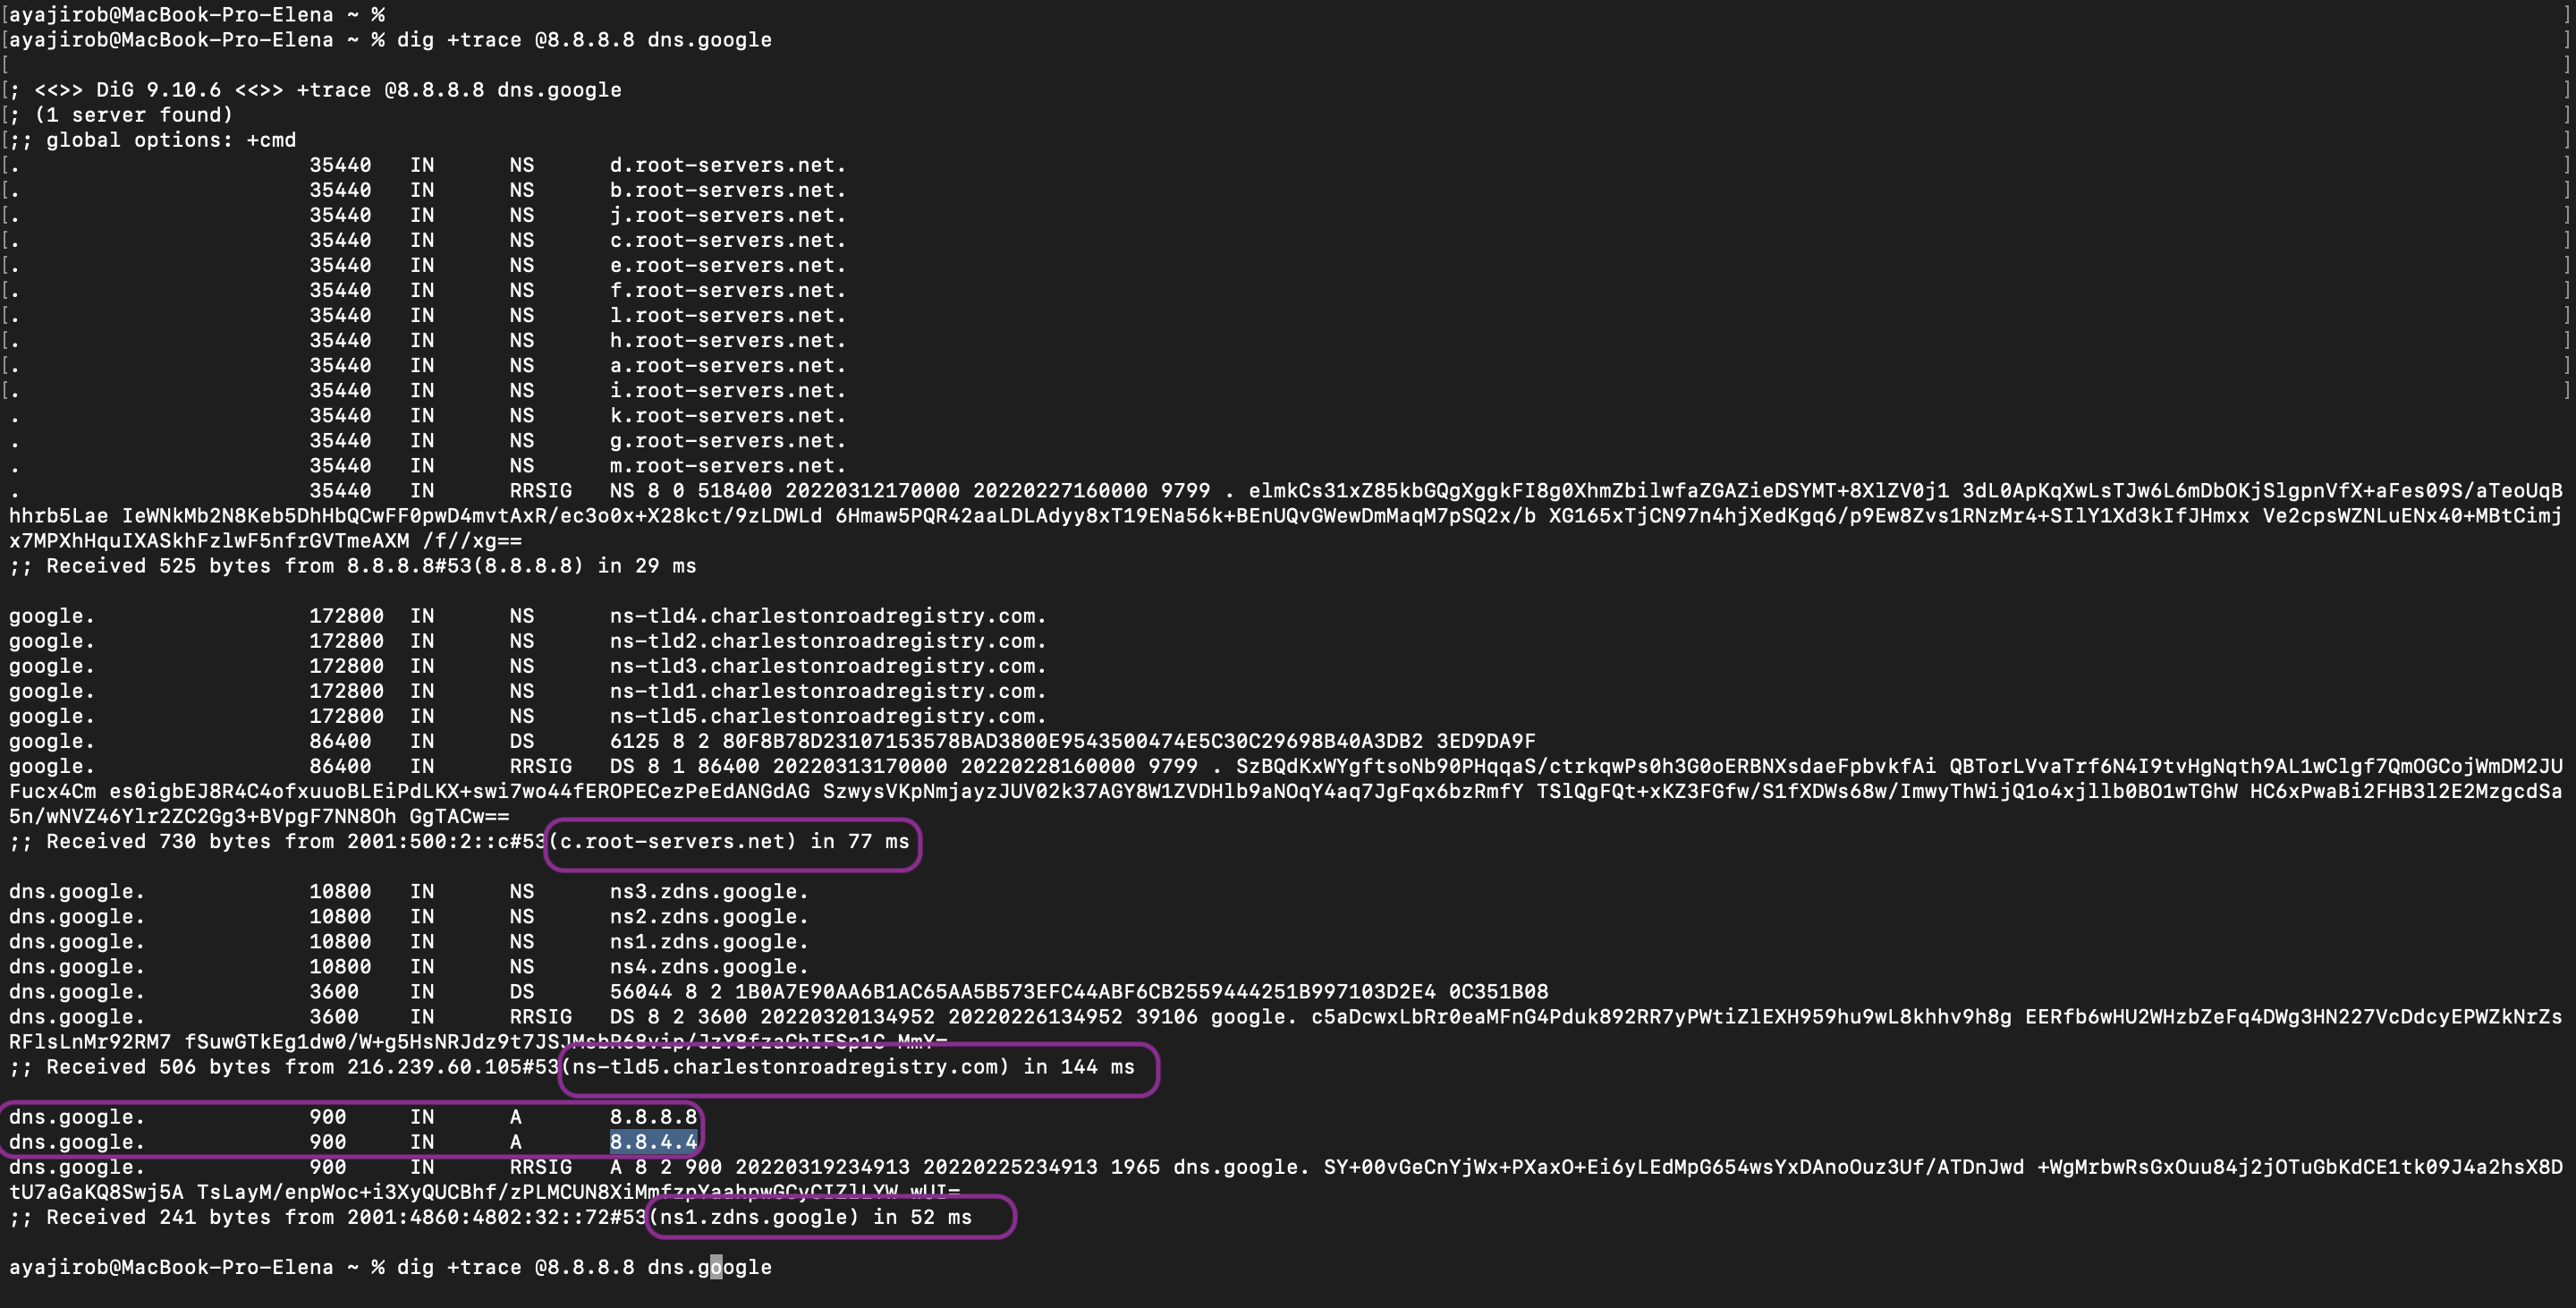 [ayajirob@MacBook-Pro-Elena ~ % ]
[ayajirob@MacBook-Pro-Elena ~ % dig +trace @8.8.8.8 dns.google ]
[ ]
[; <<>> DiG 9.10.6 <<>> +trace @8.8.8.8 dns.google ]
[; (1 server found) ]
[;; global options: +cmd ]
[. 35440 IN NS d.root-servers.net. ]
[. 35440 IN NS b.root-servers.net. ]
[. 35440 IN NS j.root-servers.net. ]
[. 35440 IN NS c.root-servers.net. ]
[. 35440 IN NS e.root-servers.net. ]
[. 35440 IN NS f.root-servers.net. ]
[. 35440 IN NS l.root-servers.net. ]
[. 35440 IN NS h.root-servers.net. ]
[. 35440 IN NS a.root-servers.net. ]
[. 35440 IN NS i.root-servers.net. ]
. 35440 IN NS k.root-servers.net.
. 35440 IN NS g.root-servers.net.
. 35440 IN NS m.root-servers.net.
. 35440 IN RRSIG NS 8 0 518400 20220312170000 20220227160000 9799 . elmkCs31xZ85kbGQgXggkFI8g0XhmZbilwfaZGAZieDSYMT+8XlZV0j1 3dL0ApKqXwLsTJw6L6mDbOKjSlgpnVfX+aFes09S/aTeoUqB
hhrb5Lae IeWNkMb2N8Keb5DhHbQCwFF0pwD4mvtAxR/ec3o0x+X28kct/9zLDWLd 6Hmaw5PQR42aaLDLAdyy8xT19ENa56k+BEnUQvGWewDmMaqM7pSQ2x/b XG165xTjCN97n4hjXedKgq6/p9Ew8Zvs1RNzMr4+SIlY1Xd3kIfJHmxx Ve2cpsWZNLuENx40+MBtCimj
x7MPXhHquIXASkhFzlwF5nfrGVTmeAXM /f//xg==
;; Received 525 bytes from 8.8.8.8#53(8.8.8.8) in 29 ms
google. 172800 IN NS ns-tld4.charlestonroadregistry.com.
google. 172800 IN NS ns-tld2.charlestonroadregistry.com.
google. 172800 IN NS ns-tld3.charlestonroadregistry.com.
google. 172800 IN NS ns-tld1.charlestonroadregistry.com.
google. 172800 IN NS ns-tld5.charlestonroadregistry.com.
google. 86400 IN DS 6125 8 2 80F8B78D23107153578BAD3800E9543500474E5C30C29698B40A3DB2 3ED9DA9F
google. 86400 IN RRSIG DS 8 1 86400 20220313170000 20220228160000 9799 . SzBQdKxWYgftsoNb90PHqqaS/ctrkqwPs0h3G0oERBNXsdaeFpbvkfAi QBTorLVvaTrf6N4I9tvHgNqth9AL1wClgf7QmOGCojWmDM2JU
Fucx4Cm es0igbEJ8R4C4ofxuuoBLEiPdLKX+swi7wo44fEROPECezPeEdANGdAG SzwysVKpNmjayzJUV02k37AGY8W1ZVDHlb9aNOqY4aq7JgFqx6bzRmfY TSlQgFQt+xKZ3FGfw/S1fXDWs68w/ImwyThWijQ1o4xjllb0BO1wTGhW HC6xPwaBi2FHB3l2E2MzgcdSa
5n/wNVZ46Ylr2ZC2Gg3+BVpgF7NN8Oh GgTACw==
;; Received 730 bytes from 2001:500:2::c#53(c.root-servers.net) in 77 ms
dns.google. 10800 IN NS ns3.zdns.google.
dns.google. 10800 IN NS ns2.zdns.google.
dns.google. 10800 IN NS ns1.zdns.google.
dns.google. 10800 IN NS ns4.zdns.google.
dns.google. 3600 IN DS 56044 8 2 1B0A7E90AA6B1AC65AA5B573EFC44ABF6CB2559444251B997103D2E4 0C351B08
dns.google. 3600 IN RRSIG DS 8 2 3600 20220320134952 20220226134952 39106 google. c5aDcwxLbRr0eaMFnG4Pduk892RR7yPWtiZlEXH959hu9wL8khhv9h8g EERfb6wHU2WHzbZeFq4DWg3HN227VcDdcyEPWZkNrZs
RFlsLnMr92RM7
;; Received 506 bytes from 216.239.60.105#53(ns-tld5.charlestonroadregistry.com) in 144 ms
dns.google. 900 IN A 8.8.8.8
dns.google. 900 IN A 8.8.4.4
dns.google. 900 IN RRSIG A 8 2 900 20220319234913 20220225234913 1965 dns.google. SY+00vGeCnYjWx+PXaxO+Ei6yLEdMpG654wsYxDAnoOuz3Uf/ATDnJwd +WgMrbwRsGxOuu84j2jOTuGbKdCE1tk09J4a2hsX8D
tU7aGaKQ8Swj5A
;; Received 241 bytes from 2001:4860:4802:32::72#53(ns1.zdns.google) in 52 ms
ayajirob@MacBook-Pro-Elena ~ % dig +trace @8.8.8.8 dns.google